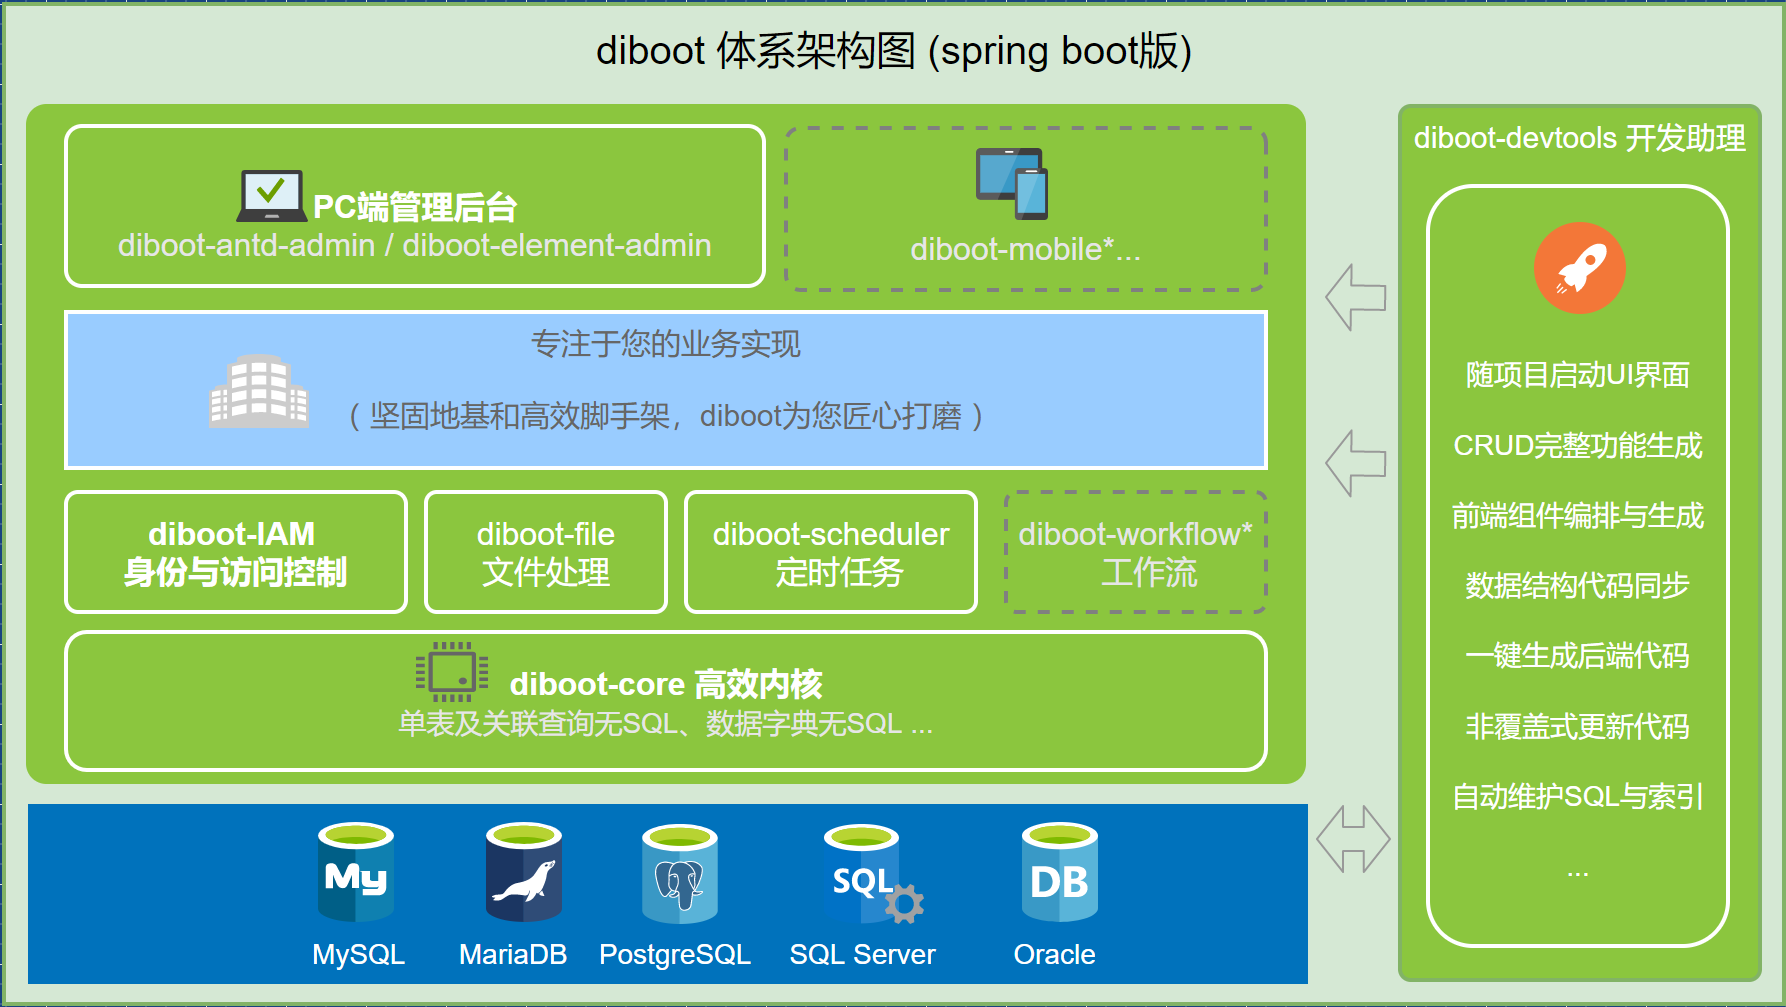 diboot 体系架构图 (spring boot版)
PC端管理后台
diboot-antd-admin / diboot-element-admin
diboot-mobile*...
专注于您的业务实现
（ 坚固地基和高效脚手架，diboot为您匠心打磨 ）
diboot-IAM
身份与访问控制
diboot-file
文件处理
diboot-scheduler
定时任务
diboot-workflow*
工作流
diboot-core 高效内核
单表及关联查询无SQL、数据字典无SQL ...
My
SQL
DB
MySQL
MariaDB
PostgreSQL
SQL Server
Oracle
diboot-devtools 开发助理
随项目启动UI界面
CRUD完整功能生成
前端组件编排与生成
数据结构代码同步
一键生成后端代码
非覆盖式更新代码
自动维护SQL与索引
...